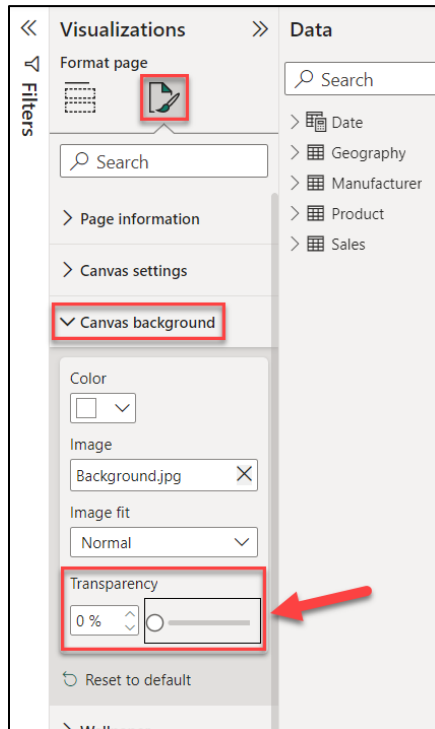 Filters
Visualizations
Format page
Search
Page information
Canvas settings
Canvas background
Color
Image
Background.jpg
Image fit
Normal
Transparency
0 %
Reset to default
Data
Search
Date
Geography
Manufacturer
Product
Sales